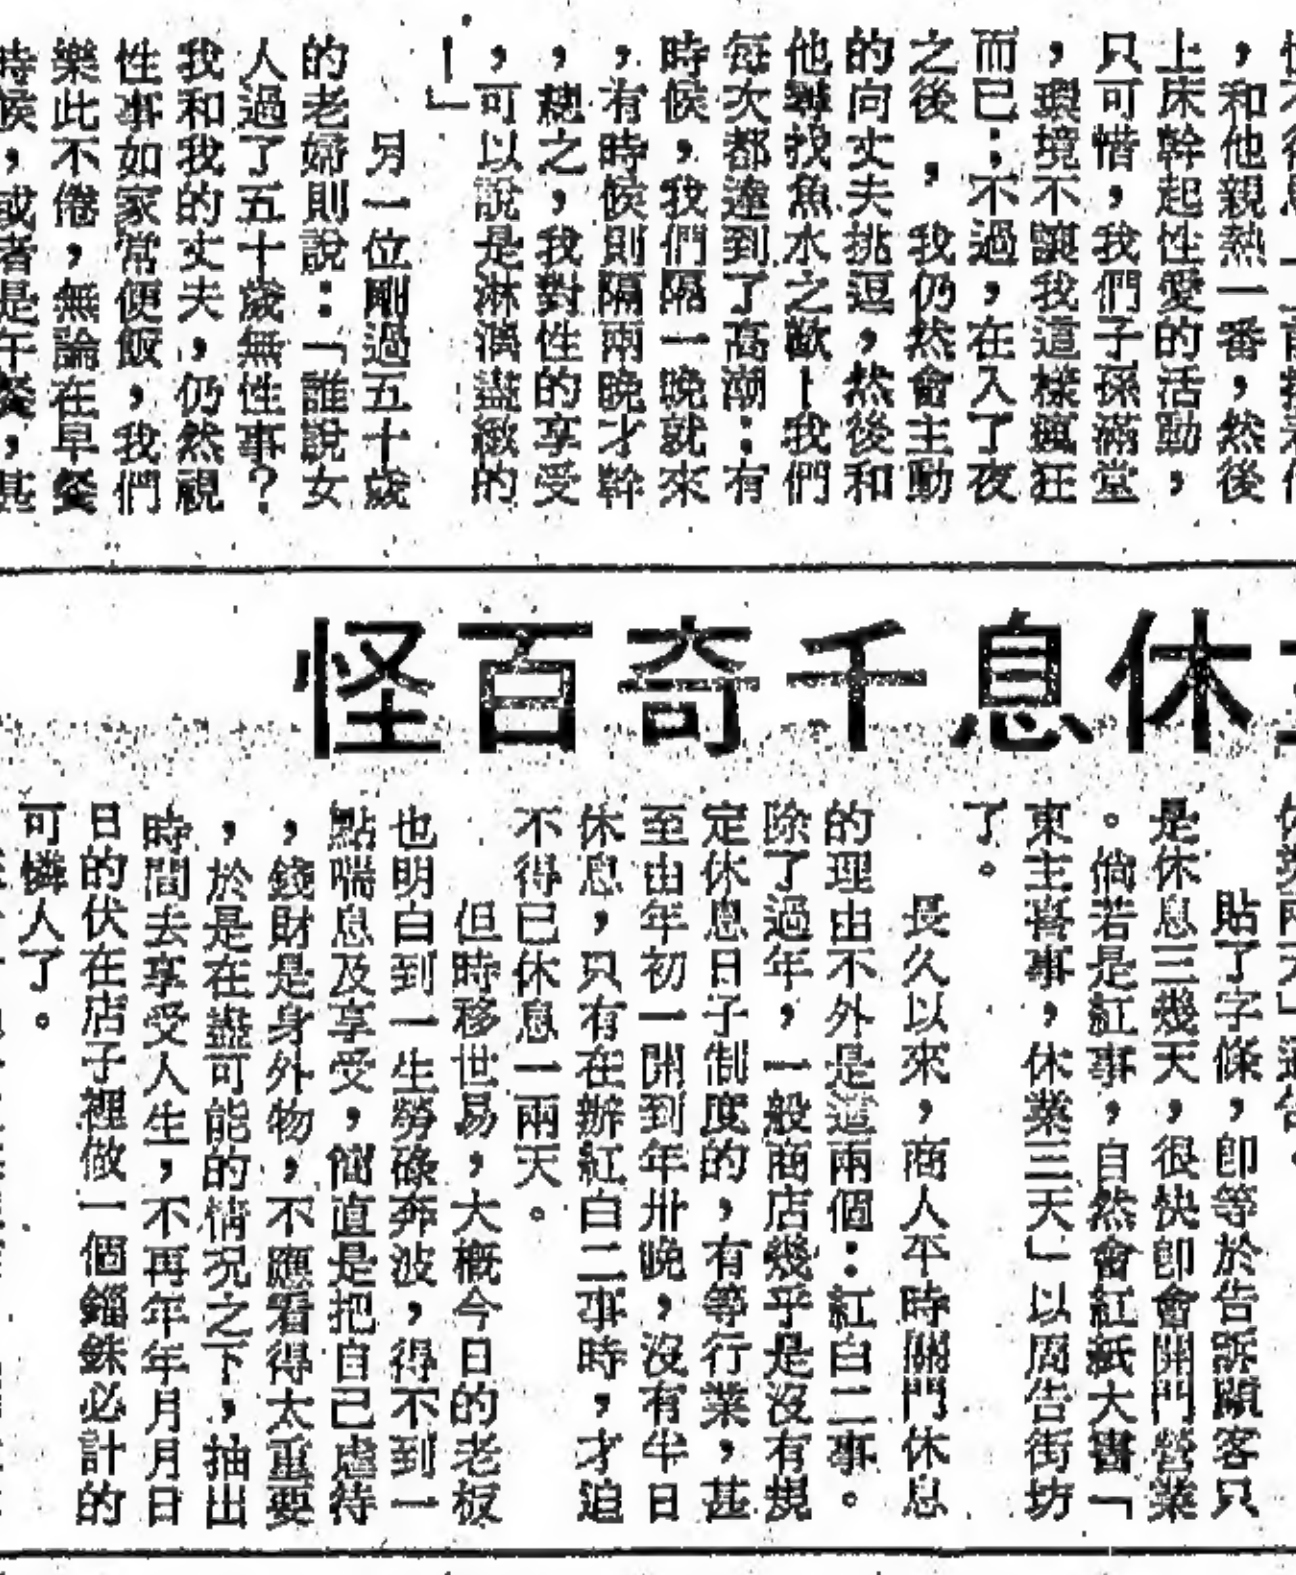 ，和他親熱一番，然後
上床幹起性愛的活動，
只可惜，我們子孫滿堂
，環境不讓我這樣瘋狂
而已；不過，在入了夜
之後，我仍然會主動
的向丈夫挑逗，然後和
他尋找魚水之歡－我們
每次都達到了高潮：有
時候，我們隔一晚就來
，有時候則隔兩晚才幹
，總之，我對性的享受
，可以說是淋漓盡緻的
！」
另一位剛過五十歲
的老婦則說：「誰說女
人過了五十歲無性事？
我和我的丈夫，仍然視
性事如家常便飯，我們
樂此不倦，無論在早餐
時候，或者是午餐，甚
休息千奇百怪
貼了字條，即等於告訴顧客只
是休息三幾天，很快即會開門營業
。倘若是紅事，自然會紅紙大書「
東主喜事，休業三天」以周告街坊
了。
長久以來，商人平時關門休息
的理由不外是這兩個：紅白二事。
除了過年，一般商店幾乎是沒有規
定休息日子制度的，有等行業，甚
至由年初一開到年卅晚，沒有半日
休息，只有在辦紅白二事時，才迫
不得已休息一兩天。
但時移世易，大概今日的老板
也明白到一生勞碌奔波，得不到一
點喘息及享受，簡直是把自己虐待
，錢財是身外物，不應看得太重要
，於是在盡可能的情况之下，抽出
時間去享受人生，不再年年月月日
日的伏在店子裡做一個錙銖必計的
可憐人了。